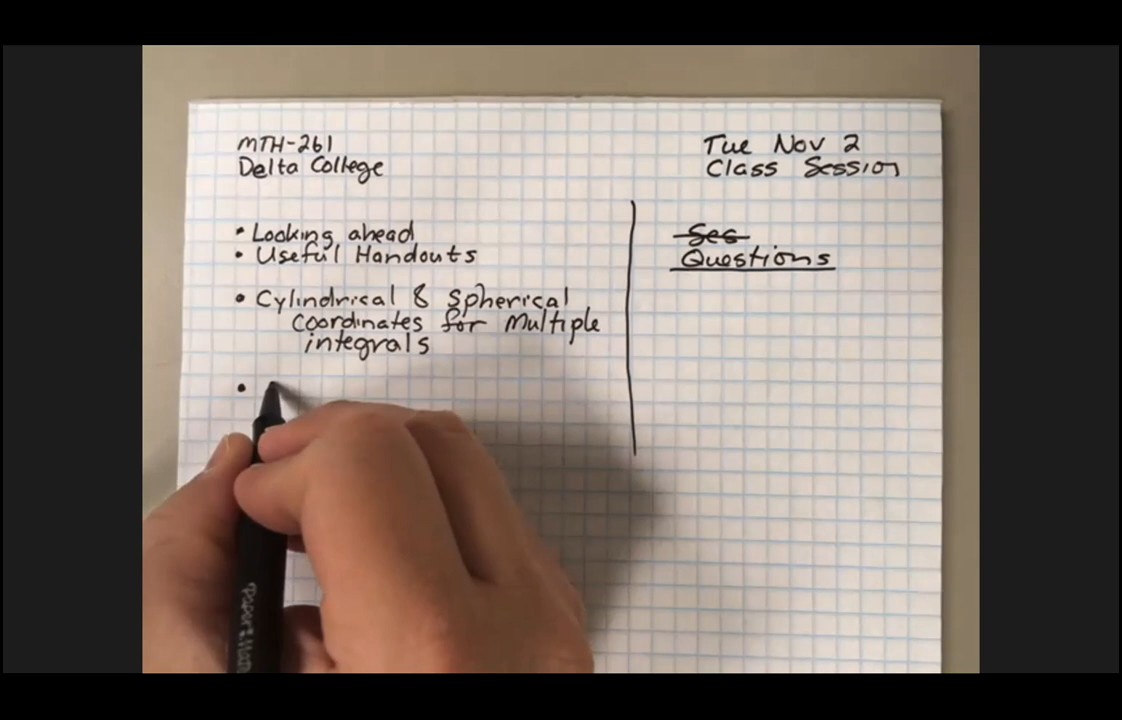 MTH-261
Delta College
Tue Nov 2
Class Session
• Looking ahead
• Useful Handouts
• Cylindrical & Spherical
Coordinates for Multiple
integrals
•
Ses
Questions